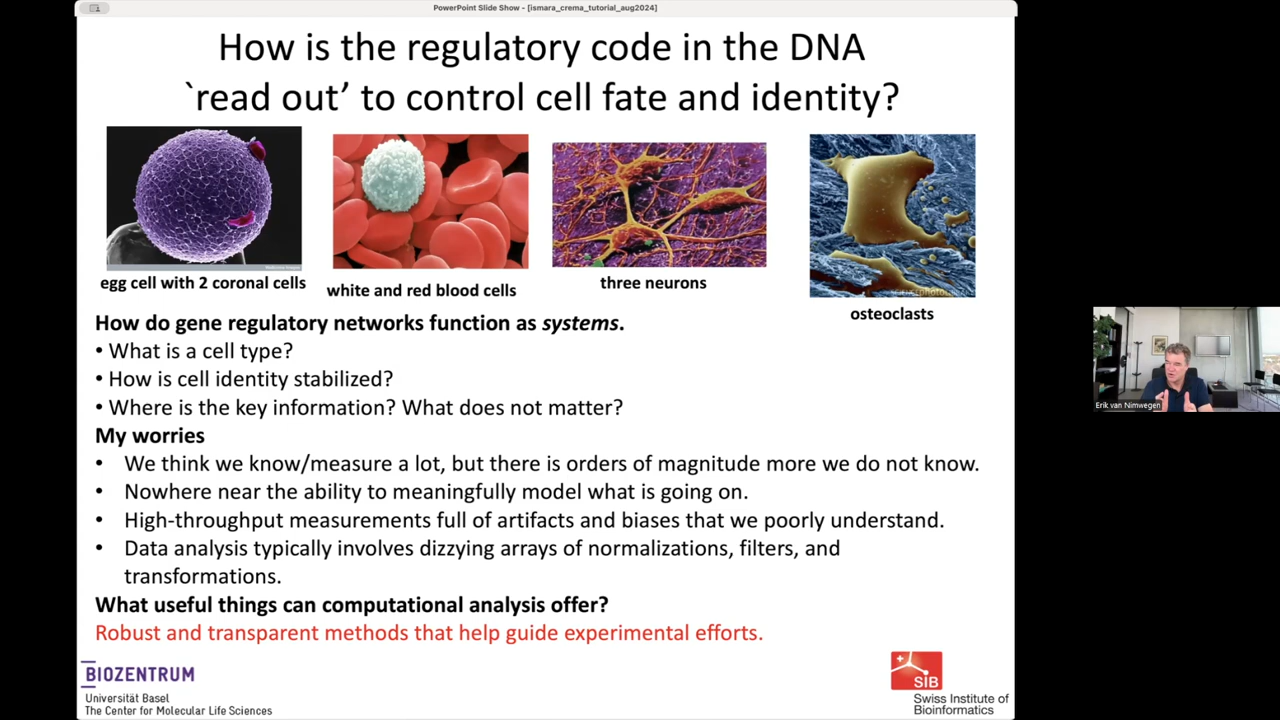 PowerPoint Slide Show - [ismara_crema_tutorial_aug2024]
How is the regulatory code in the DNA
`read out’ to control cell fate and identity?
egg cell with 2 coronal cells
white and red blood cells
three neurons
osteoclasts
How do gene regulatory networks function as systems.
• What is a cell type?
• How is cell identity stabilized?
• Where is the key information? What does not matter?
My worries
• We think we know/measure a lot, but there is orders of magnitude more we do not know.
• Nowhere near the ability to meaningfully model what is going on.
• High-throughput measurements full of artifacts and biases that we poorly understand.
• Data analysis typically involves dizzying arrays of normalizations, filters, and
transformations.
What useful things can computational analysis offer?
Robust and transparent methods that help guide experimental efforts.
BIOZENTRUM
Universität Basel
The Center for Molecular Life Sciences
SIB
Swiss Institute of
Bioinformatics
Erik van Nimwegen